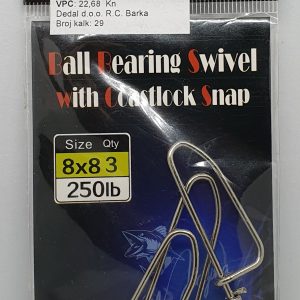 VPC: 22,68 Kn
Dedal d.o.o. R.C. Barka
Broj kalk: 29
Ball Bearing Swivel
with Coastlock Snap
Size Qty
8x8 3
250lb